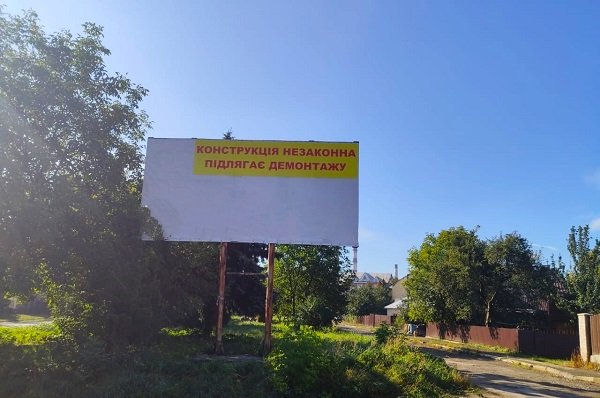 КОНСТРУКЦІЯ НЕЗАКОННА
ПІДЛЯГАЄ ДЕМОНТАЖУ